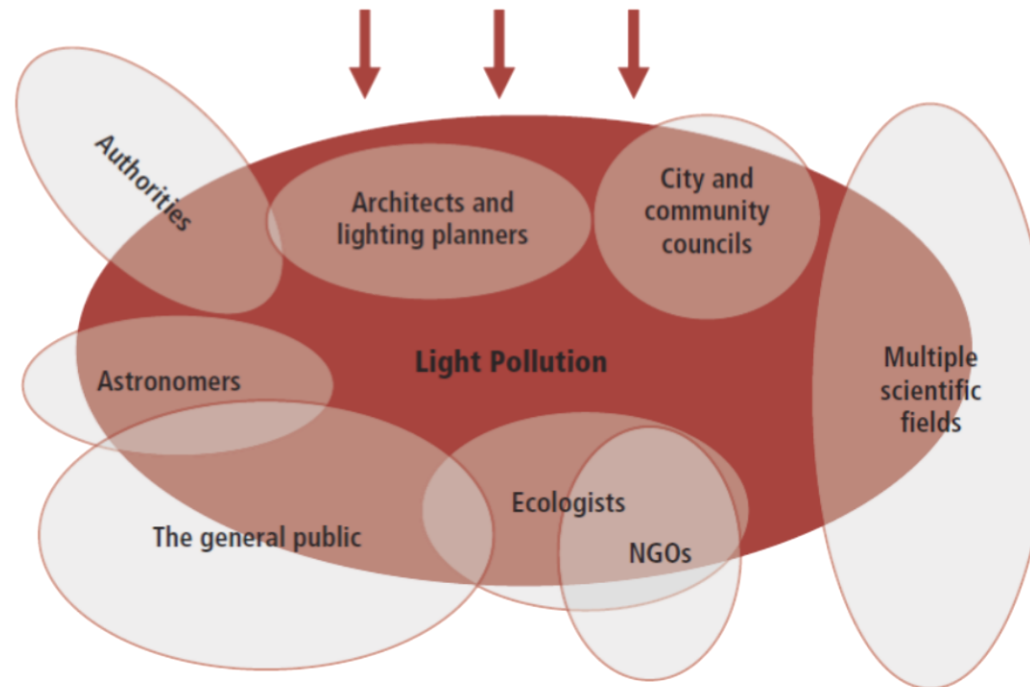 Authorities
Architects and
lighting planners
City and
community
councils
Light Pollution
Multiple
scientific
fields
Astronomers
Ecologists
The general public
NGOs